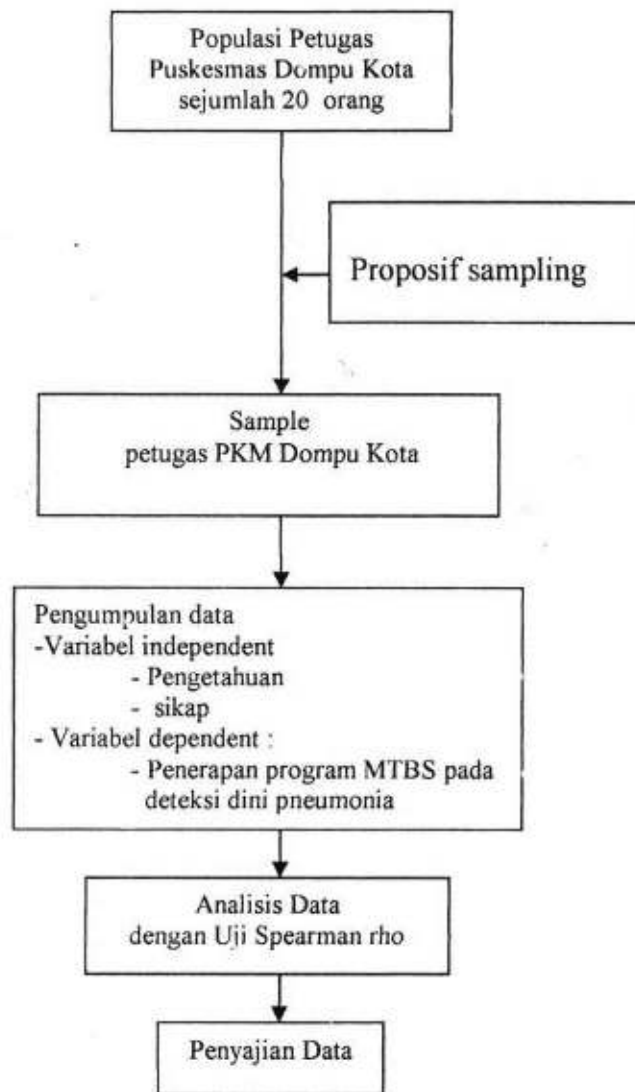 Populasi Petugas
Puskesmas Dompu Kota
sejumlah 20 orang
Proposif sampling
Sample
petugas PKM Dompu Kota
Pengumpulan data
-Variabel independent
- Pengetahuan
- sikap
- Variabel dependent :
- Penerapan program MTBS pada
deteksi dini pneumonia
Analisis Data
dengan Uji Spearman rho
Penyajian Data